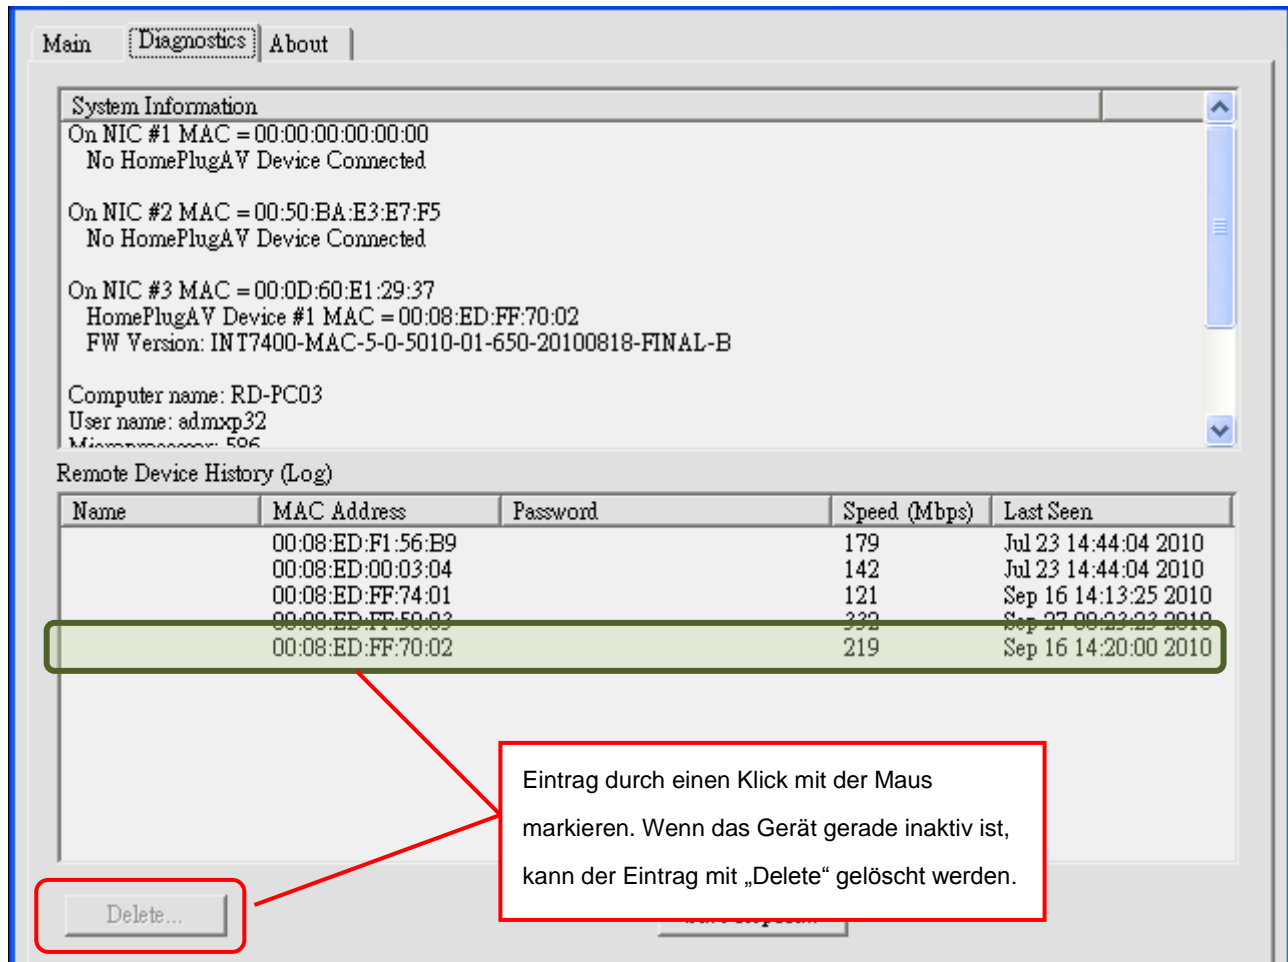 Main Diagnostics About
System Information
On NIC #1 MAC = 00:00:00:00:00:00
No HomePlugAV Device Connected
On NIC #2 MAC = 00:50:BA:E3:E7:F5
No HomePlugAV Device Connected
On NIC #3 MAC = 00:0D:60:E1:29:37
HomePlugAV Device #1 MAC = 00:08:ED:FF:70:02
FW Version: INT7400-MAC-5-0-5010-01-650-20100818-FINAL-B
Computer name: RD-PC03
User name: admxp32
Remote Device History (Log)
Name MAC Address Password Speed (Mbps) Last Seen
00:08:ED:F1:56:B9 179 Jul 23 14:44:04 2010
00:08:ED:00:03:04 142 Jul 23 14:44:04 2010
00:08:ED:FF:74:01 121 Sep 16 14:13:25 2010
00:08:ED:FF:70:02 219 Sep 16 14:20:00 2010
Eintrag durch einen Klick mit der Maus
markieren. Wenn das Gerät gerade inaktiv ist,
kann der Eintrag mit „Delete“ gelöscht werden.
Delete...